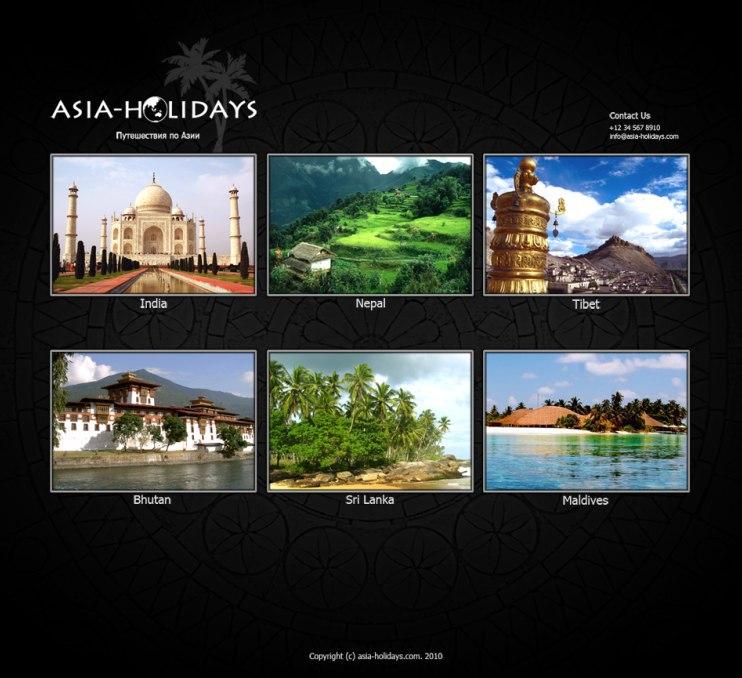 ASIA-HOLIDAYS
Путешествия по Азии
Contact Us
+12 34 567 8910
info@asia-holidays.com
India
Nepal
Tibet
Bhutan
Sri Lanka
Maldives
Copyright (c) asia-holidays.com. 2010